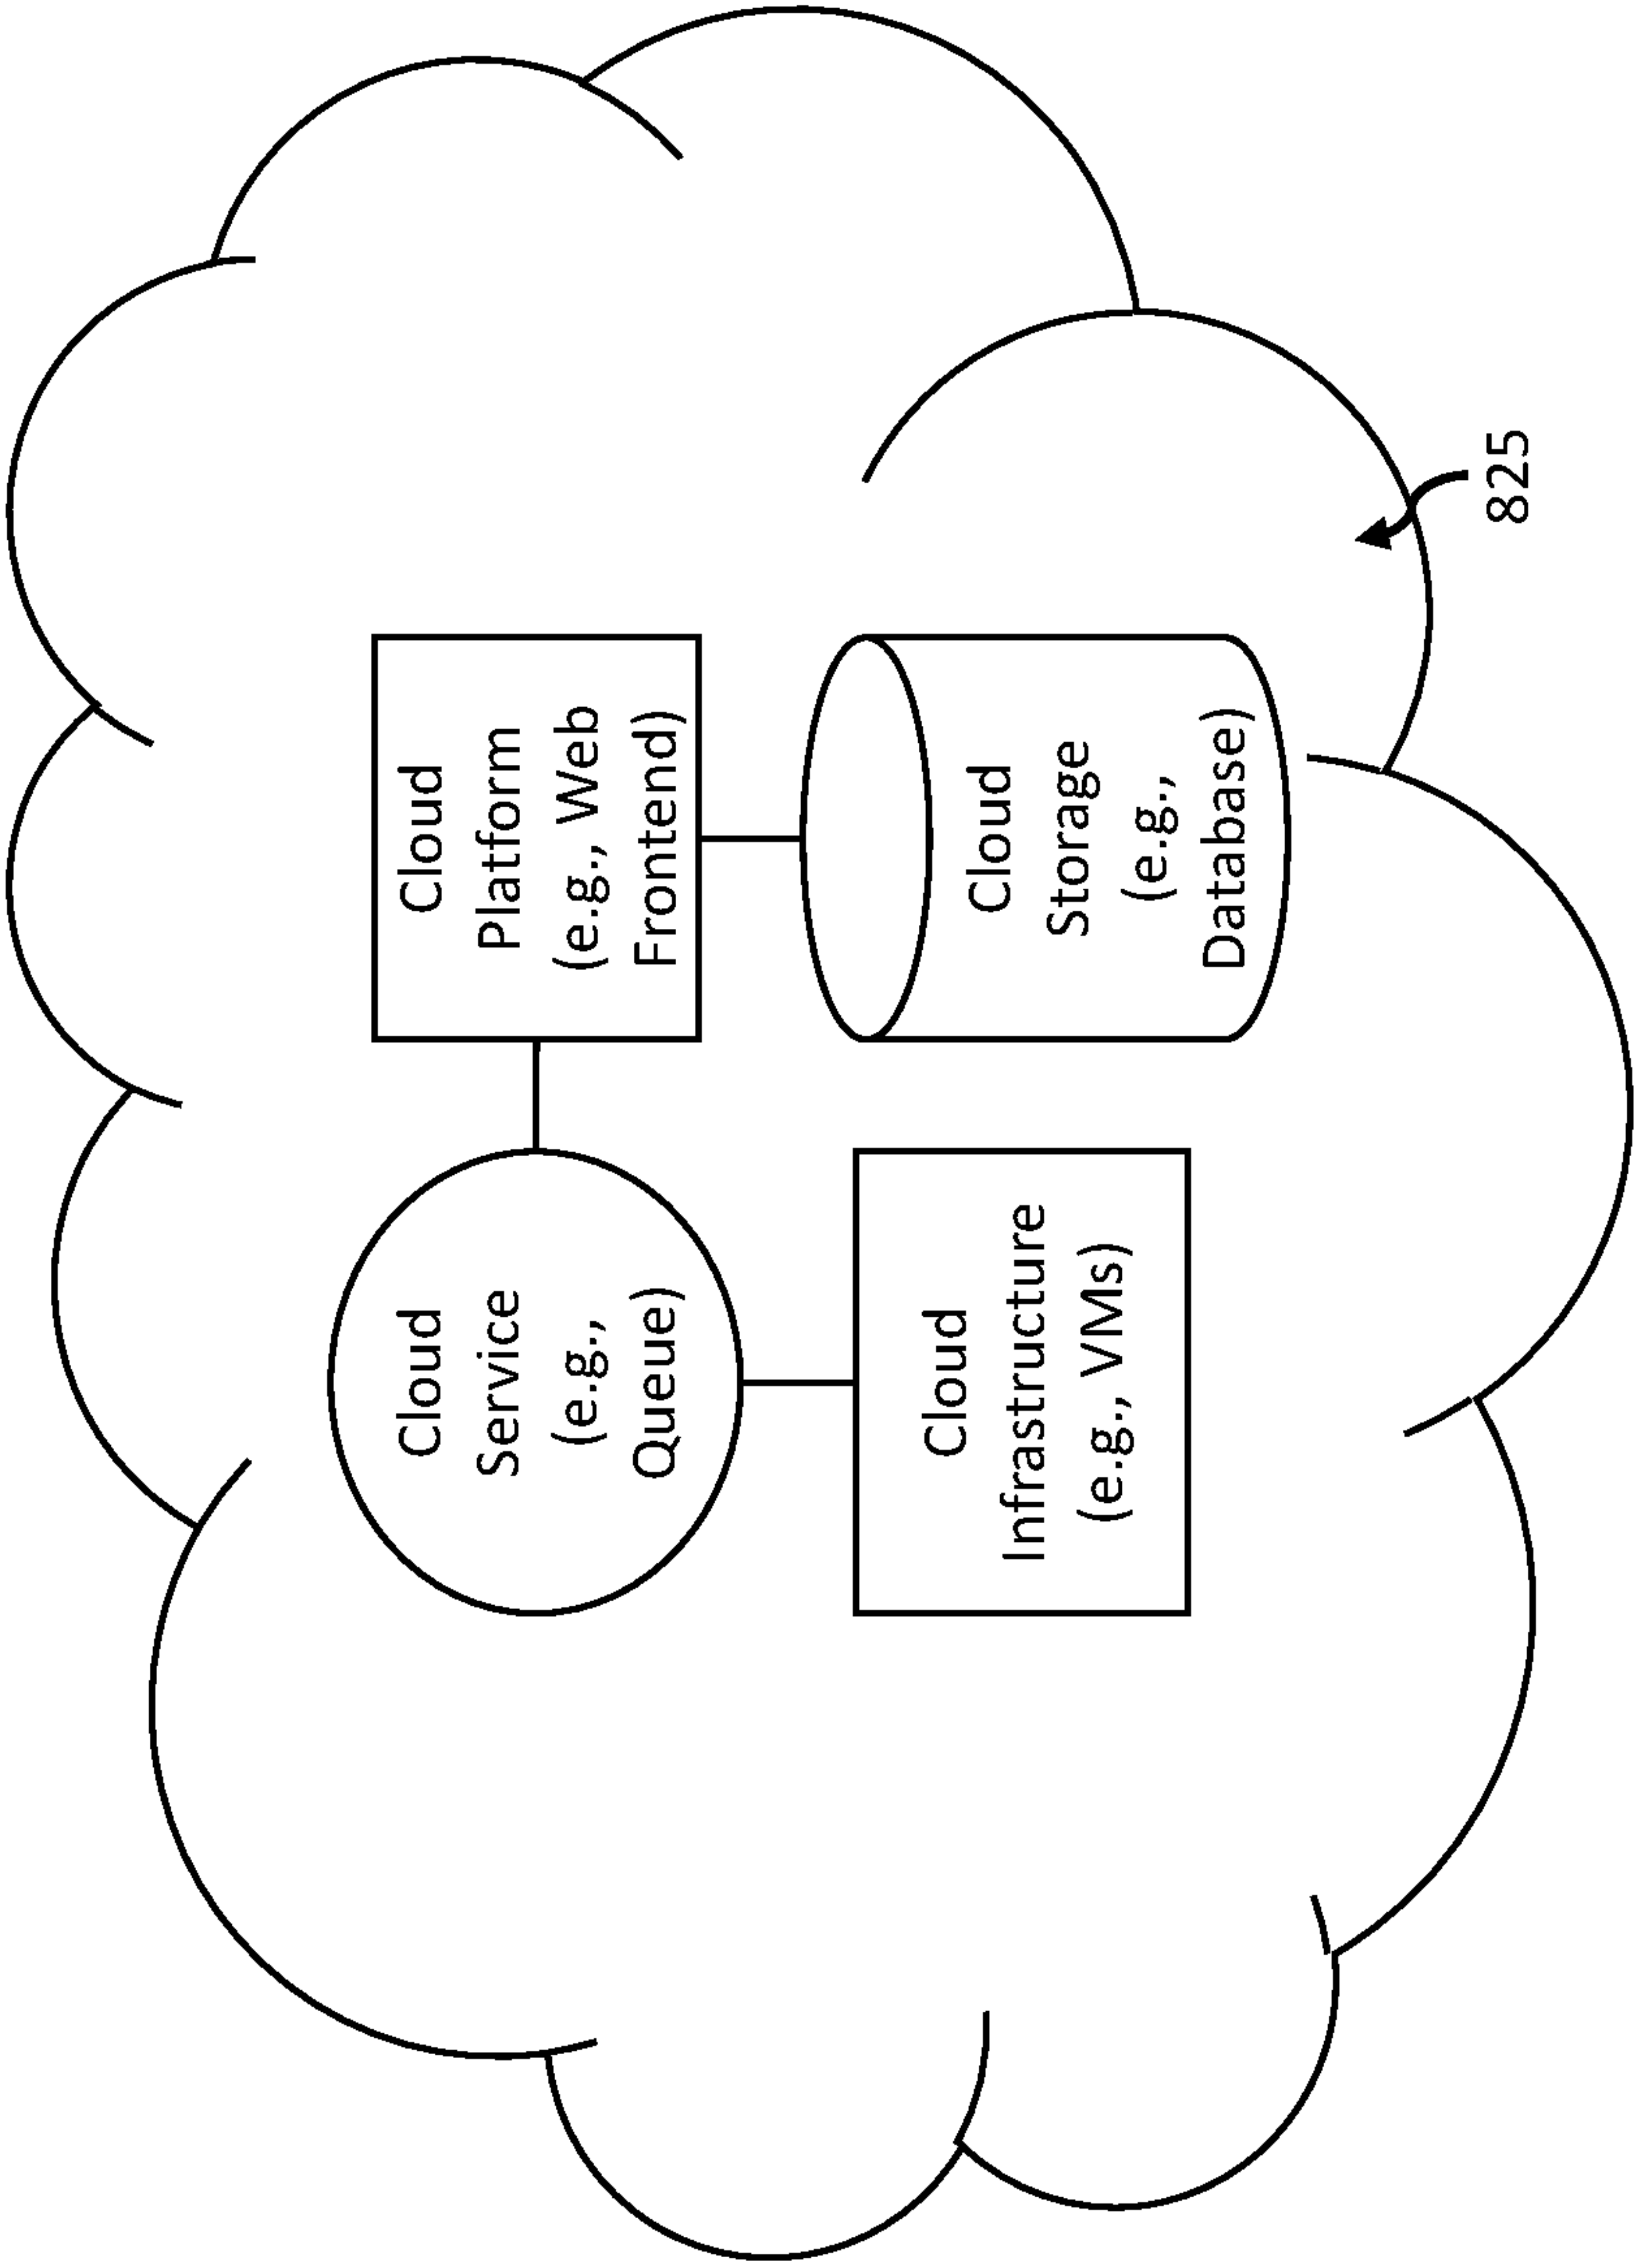 Cloud
Service
(e.g.,
Queue)
Cloud
Platform
(e.g., Web
Frontend)
Cloud
Infrastructure
(e.g., VMs)
Cloud
Storage
(e.g.,
Database)
825